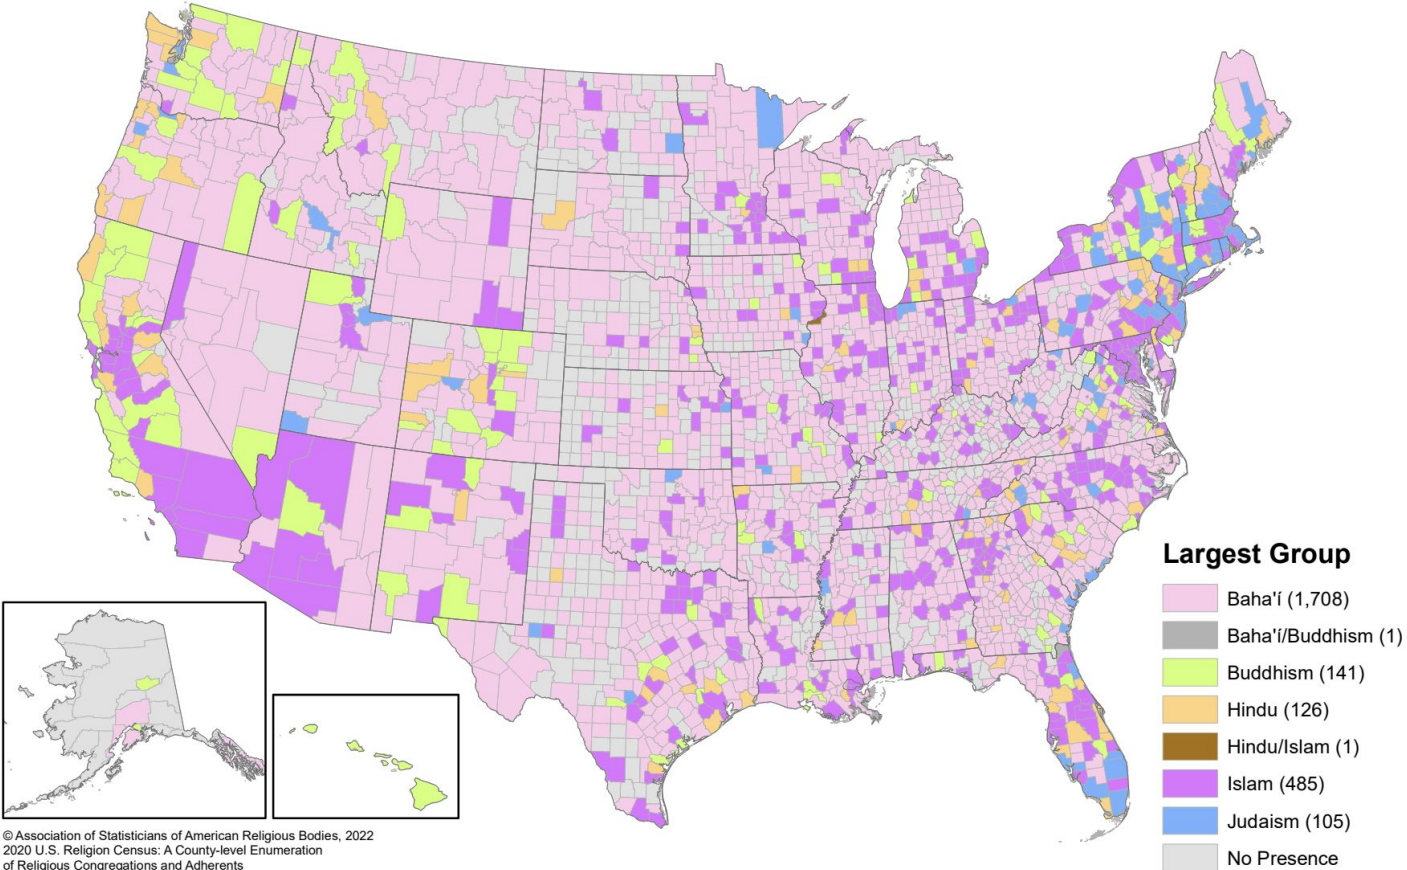 Largest Group
Baha'í (1,708)
Baha'í/Buddhism (1)
Buddhism (141)
Hindu (126)
Hindu/Islam (1)
Islam (485)
Judaism (105)
No Presence
© Association of Statisticians of American Religious Bodies, 2022
2020 U.S. Religion Census: A County-level Enumeration
of Religious Congregations and Adherents